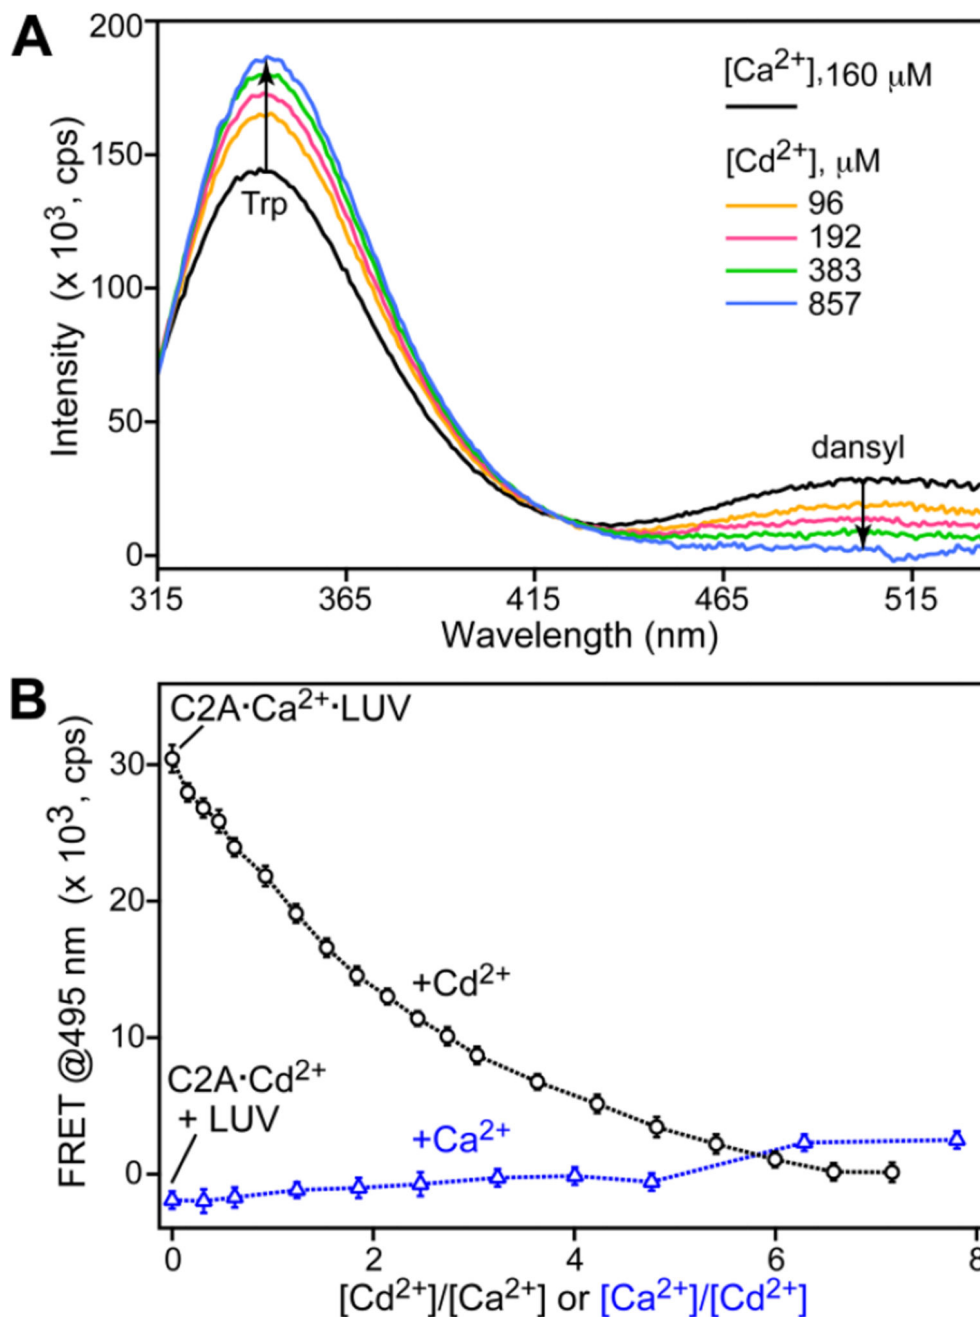 A
200
150
100
50
0
Intensity (x 10³, cps)
[Ca²⁺],160 μM
[Cd²⁺], μM
96
192
383
857
Trp
dansyl
315
365
415
465
515
Wavelength (nm)
B
C2A·Ca²⁺·LUV
30
20
10
0
FRET @495 nm (x 10³, cps)
+Cd²⁺
C2A·Cd²⁺
+ LUV
+Ca²⁺
0
2
4
6
8
[Cd²⁺]/[Ca²⁺] or [Ca²⁺]/[Cd²⁺]